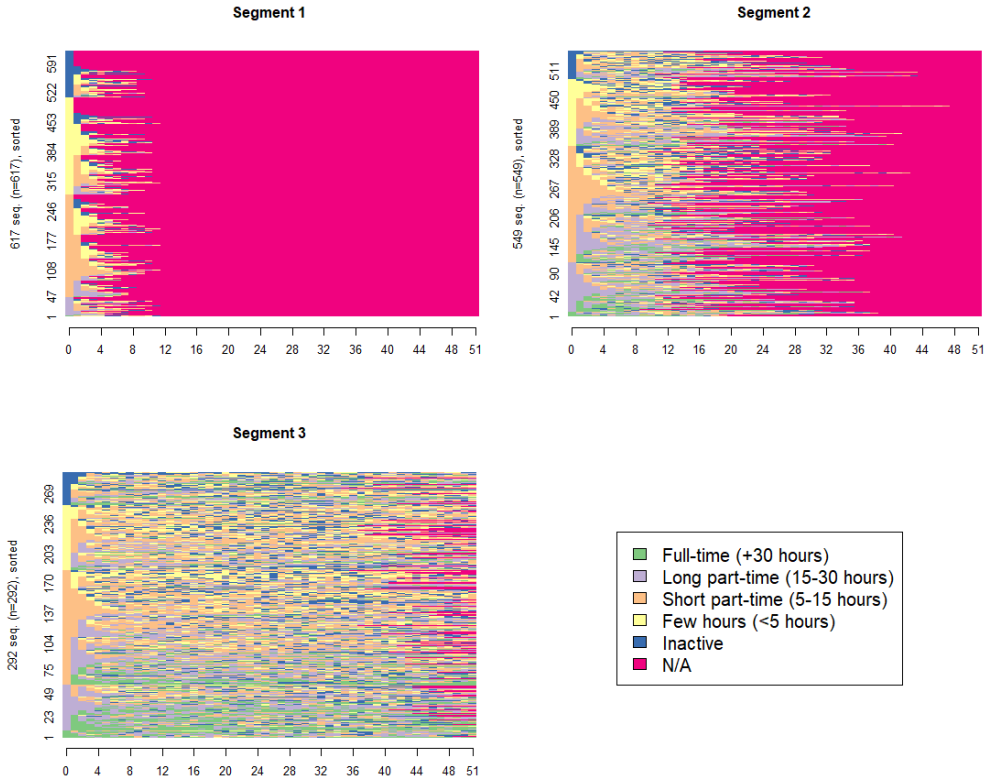 Segment 1
617 seq. (n=617), sorted
1 47 108 177 246 315 384 453 522 591
0 4 8 12 16 20 24 28 32 36 40 44 48 51
Segment 2
549 seq. (n=549), sorted
1 42 90 145 206 267 328 389 450 511
0 4 8 12 16 20 24 28 32 36 40 44 48 51
Segment 3
292 seq. (n=292), sorted
1 23 49 75 104 137 170 203 236 269
0 4 8 12 16 20 24 28 32 36 40 44 48 51
Full-time (+30 hours)
Long part-time (15-30 hours)
Short part-time (5-15 hours)
Few hours (<5 hours)
Inactive
N/A